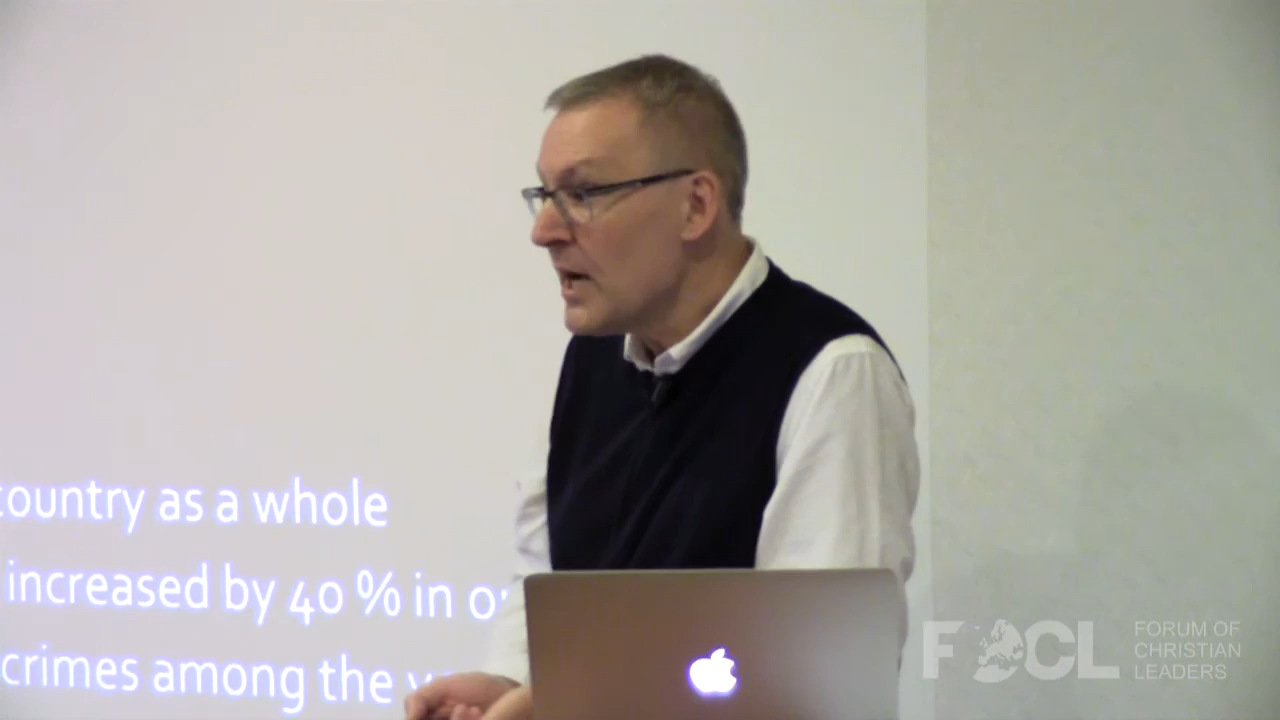 country as a whole
increased by 40 % in
crimes among the
FOCL
FORUM OF
CHRISTIAN
LEADERS